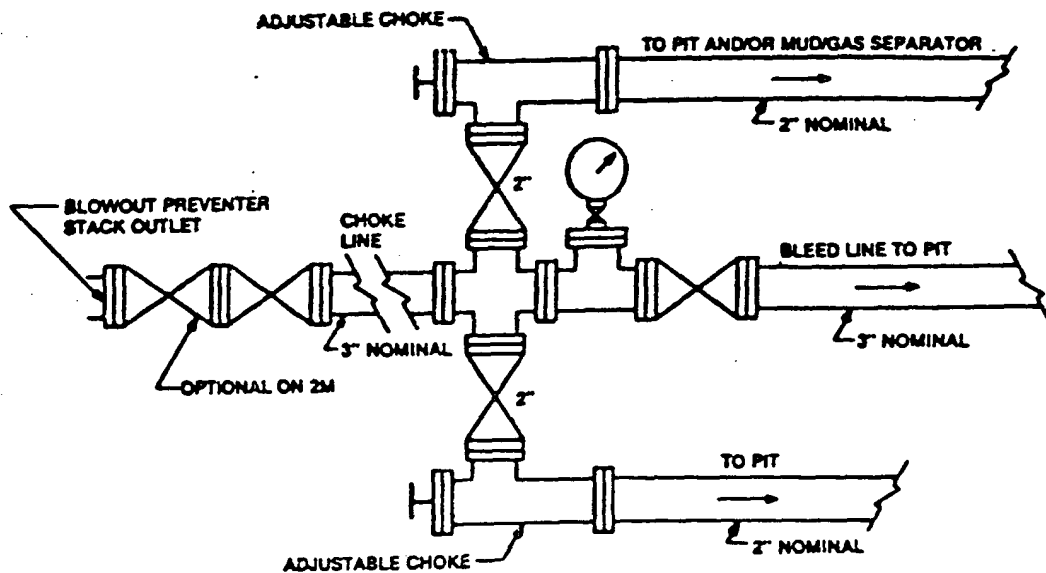 ADJUSTABLE CHOKE
TO PIT AND/OR MUD/GAS SEPARATOR
2" NOMINAL
2"
BLOWOUT PREVENTER
STACK OUTLET
CHOKE
LINE
BLEED LINE TO PIT
3" NOMINAL
3" NOMINAL
OPTIONAL ON 2M
2"
TO PIT
2" NOMINAL
ADJUSTABLE CHOKE